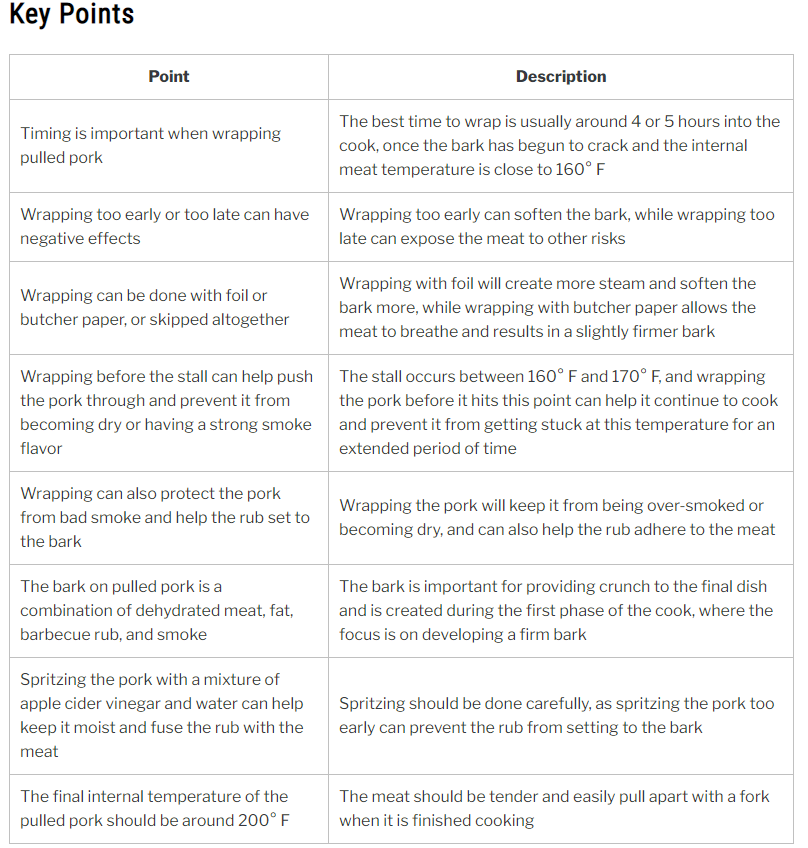 Key Points
Point
Description
Timing is important when wrapping
pulled pork
The best time to wrap is usually around 4 or 5 hours into the
cook, once the bark has begun to crack and the internal
meat temperature is close to 160° F
Wrapping too early or too late can have
negative effects
Wrapping too early can soften the bark, while wrapping too
late can expose the meat to other risks
Wrapping can be done with foil or
butcher paper, or skipped altogether
Wrapping with foil will create more steam and soften the
bark more, while wrapping with butcher paper allows the
meat to breathe and results in a slightly firmer bark
Wrapping before the stall can help push
the pork through and prevent it from
becoming dry or having a strong smoke
flavor
The stall occurs between 160° F and 170° F, and wrapping
the pork before it hits this point can help it continue to cook
and prevent it from getting stuck at this temperature for an
extended period of time
Wrapping can also protect the pork
from bad smoke and help the rub set to
the bark
Wrapping the pork will keep it from being over-smoked or
becoming dry, and can also help the rub adhere to the meat
The bark on pulled pork is a
combination of dehydrated meat, fat,
barbecue rub, and smoke
The bark is important for providing crunch to the final dish
and is created during the first phase of the cook, where the
focus is on developing a firm bark
Spritzing the pork with a mixture of
apple cider vinegar and water can help
keep it moist and fuse the rub with the
meat
Spritzing should be done carefully, as spritzing the pork too
early can prevent the rub from setting to the bark
The final internal temperature of the
pulled pork should be around 200° F
The meat should be tender and easily pull apart with a fork
when it is finished cooking